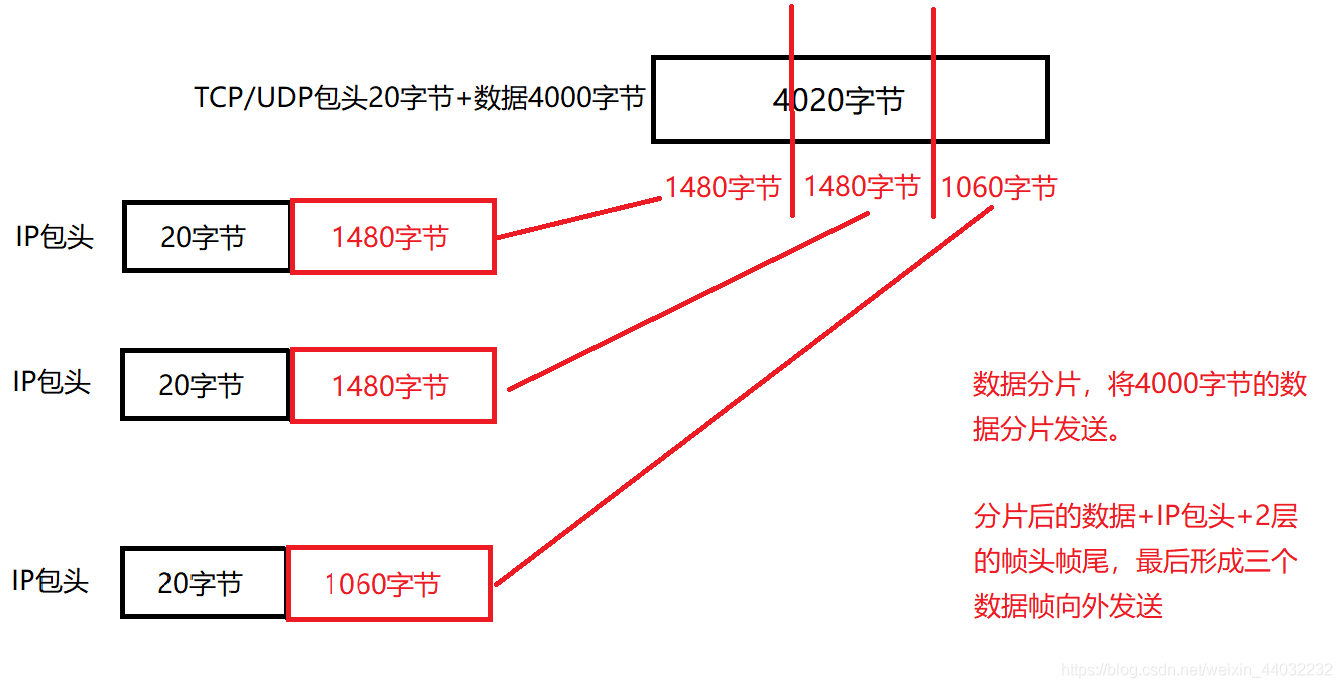 TCP/UDP包头20字节+数据4000字节
4020字节
1480字节
1480字节
1060字节
IP包头
20字节
1480字节
IP包头
20字节
1480字节
数据分片，将4000字节的数
据分片发送。
分片后的数据+IP包头+2层
的帧头帧尾，最后形成三个
数据帧向外发送
IP包头
20字节
1060字节
https://blog.csdn.net/weixin_44032232